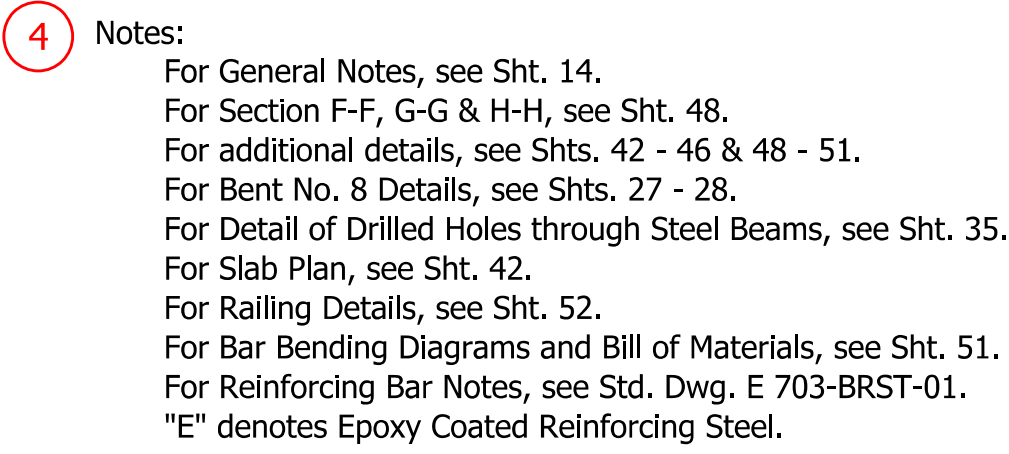 4 Notes:
For General Notes, see Sht. 14.
For Section F-F, G-G & H-H, see Sht. 48.
For additional details, see Shts. 42 - 46 & 48 - 51.
For Bent No. 8 Details, see Shts. 27 - 28.
For Detail of Drilled Holes through Steel Beams, see Sht. 35.
For Slab Plan, see Sht. 42.
For Railing Details, see Sht. 52.
For Bar Bending Diagrams and Bill of Materials, see Sht. 51.
For Reinforcing Bar Notes, see Std. Dwg. E 703-BRST-01.
"E" denotes Epoxy Coated Reinforcing Steel.